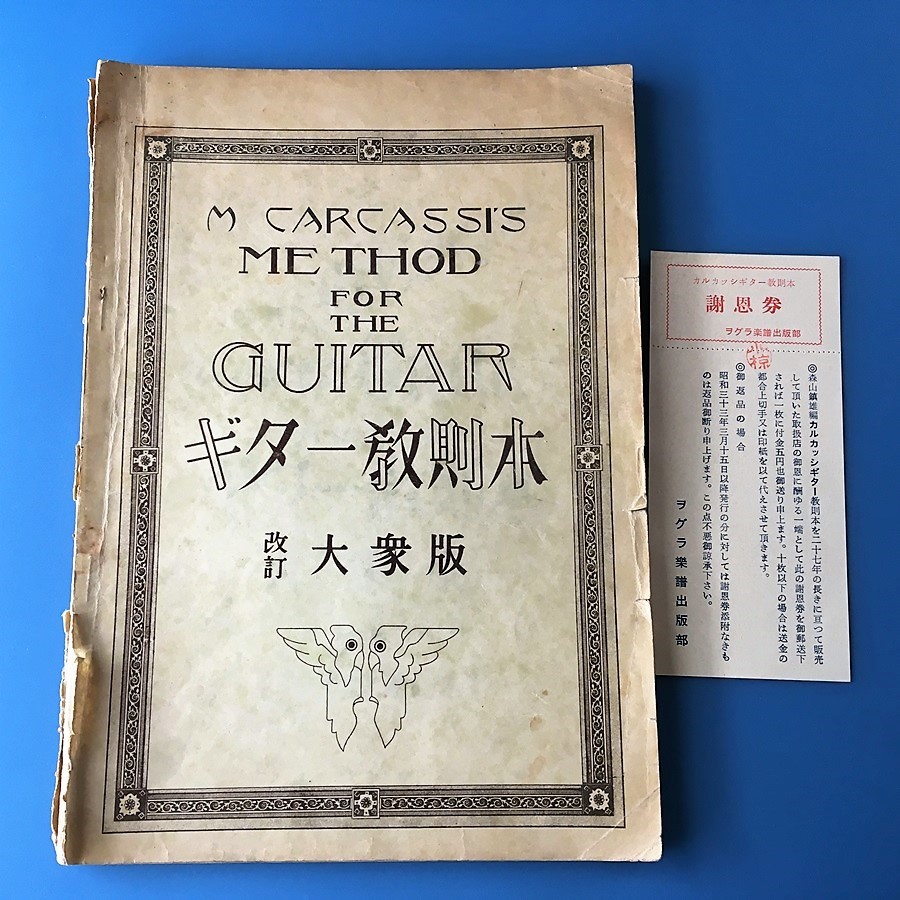 M CARCASSI'S
METHOD
FOR
THE
GUITAR
ギター教則本
改訂 大衆版
カルカッシギター教則本
謝恩券
ヲグラ楽譜出版部
◎森山鎮雄編カルカッシギター教則本を二十七年の長きに亘つて販売
して頂いた取扱店の御恩に酬ゆる一端として此の謝恩券を御郵送下
されば一枚に付金五円也御送り申上ます。十枚以下の場合は送金の
都合上切手又は印紙を以て代えさせて頂きます。
◎御返品の場合
昭和三十三年三月十五日以降発行の分に対しては謝恩券添附なきも
のは返品御断り申上げます。この点不悪御諒承下さい。
ヲグラ樂譜出版部